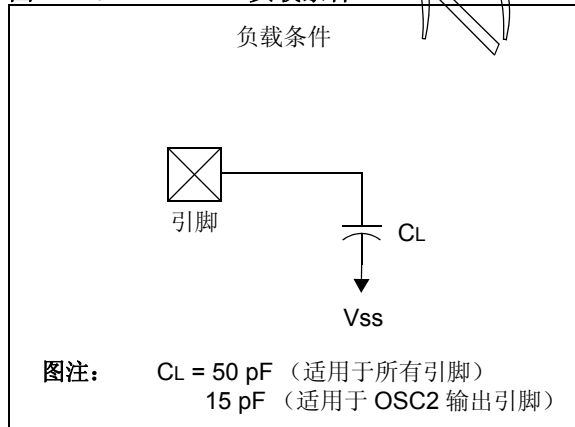 负载条件
引脚
CL
Vss
图注： CL = 50 pF （适用于所有引脚）
15 pF （适用于 OSC2 输出引脚）